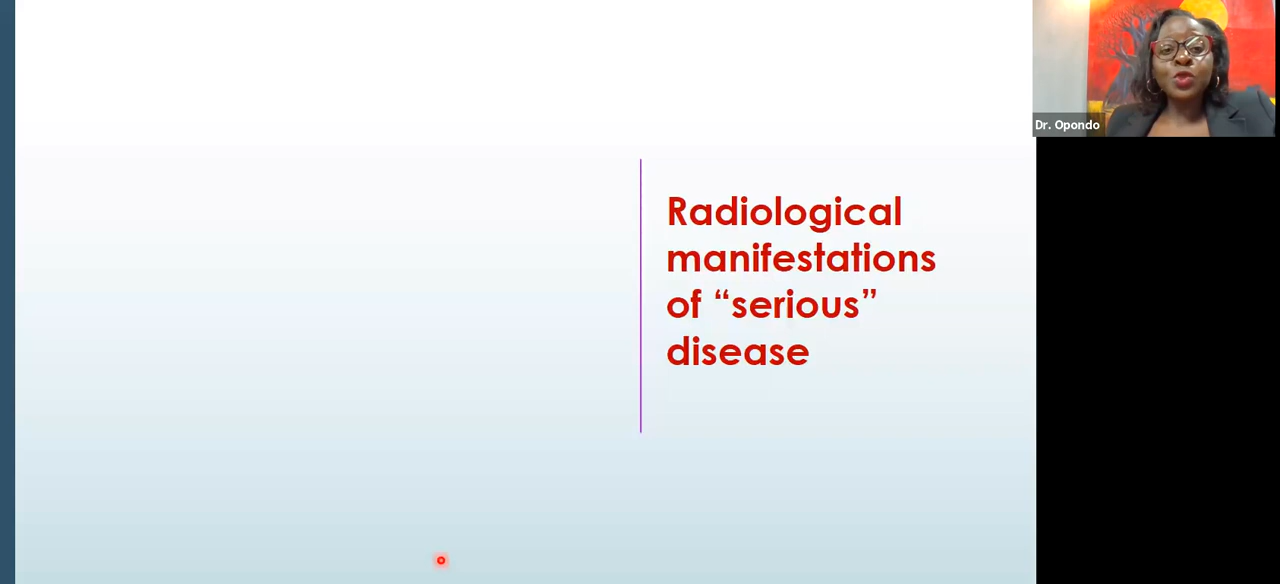 Dr. Opondo
Radiological
manifestations
of “serious”
disease